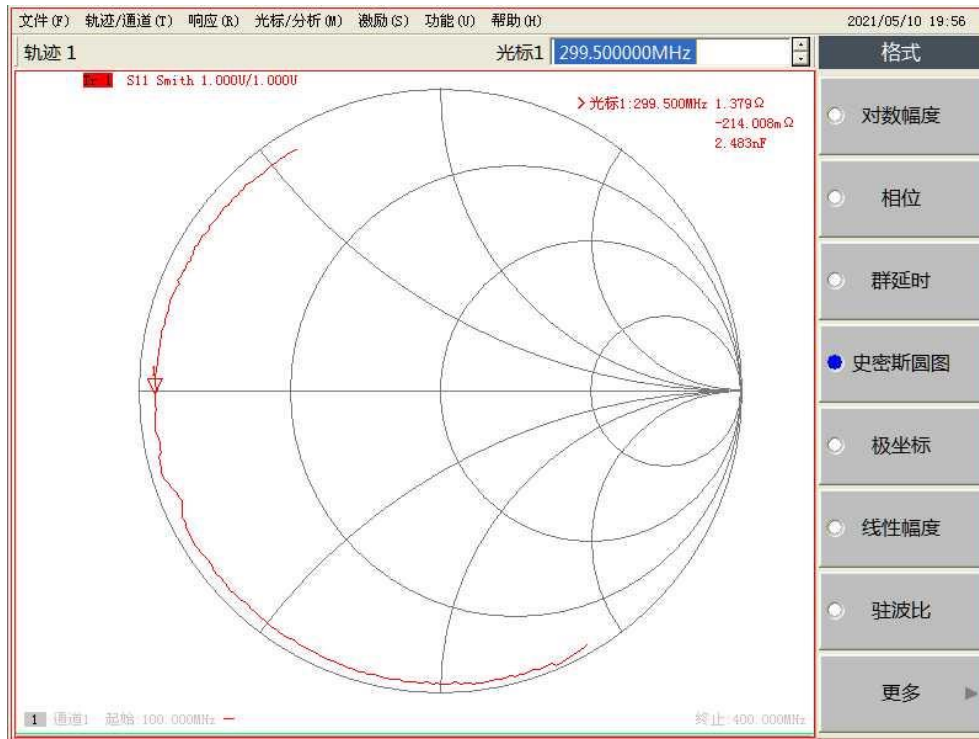 文件(F) 轨迹/通道(T) 响应(R) 光标/分析(M) 激励(S) 功能(U) 帮助(H) 2021/05/10 19:56
轨迹 1 光标1 299.500000MHz 格式
Tr 1 S11 Smith 1.000U/1.000U
>光标1:299.500MHz 1.379Ω
-214.008mΩ
2.483nF
对数幅度
相位
群延时
史密斯圆图
极坐标
线性幅度
驻波比
更多
1 通道1 起始 100.000MHz 终止 400.000MHz